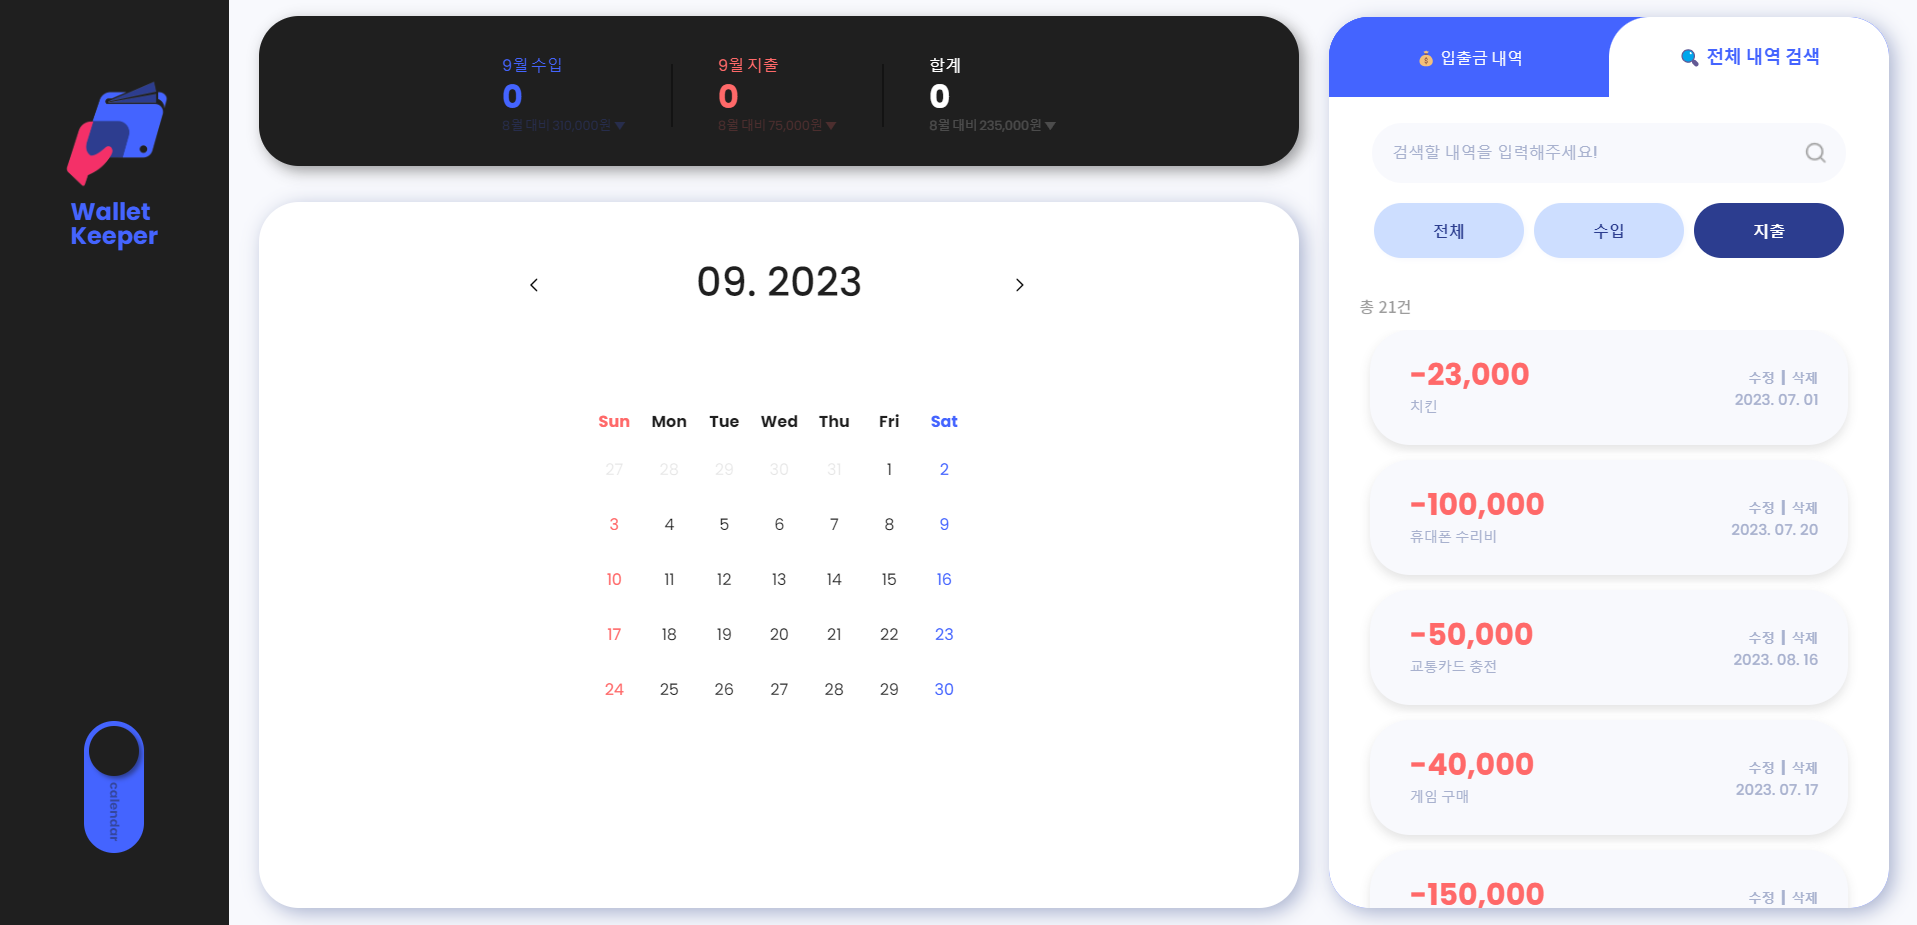 Wallet
Keeper
calendar
9월 수입
0
8월 대비 310,000원▼
9월 지출
0
8월 대비 75,000원▼
합계
0
8월 대비 235,000원▼
09. 2023
Sun Mon Tue Wed Thu Fri Sat
27 28 29 30 31 1 2
3 4 5 6 7 8 9
10 11 12 13 14 15 16
17 18 19 20 21 22 23
24 25 26 27 28 29 30
입출금 내역
전체 내역 검색
검색할 내역을 입력해주세요!
전체 수입 지출
총 21건
-23,000
치킨
수정 | 삭제
2023. 07. 01
-100,000
휴대폰 수리비
수정 | 삭제
2023. 07. 20
-50,000
교통카드 충전
수정 | 삭제
2023. 08. 16
-40,000
게임 구매
수정 | 삭제
2023. 07. 17
-150,000
수정 | 삭제